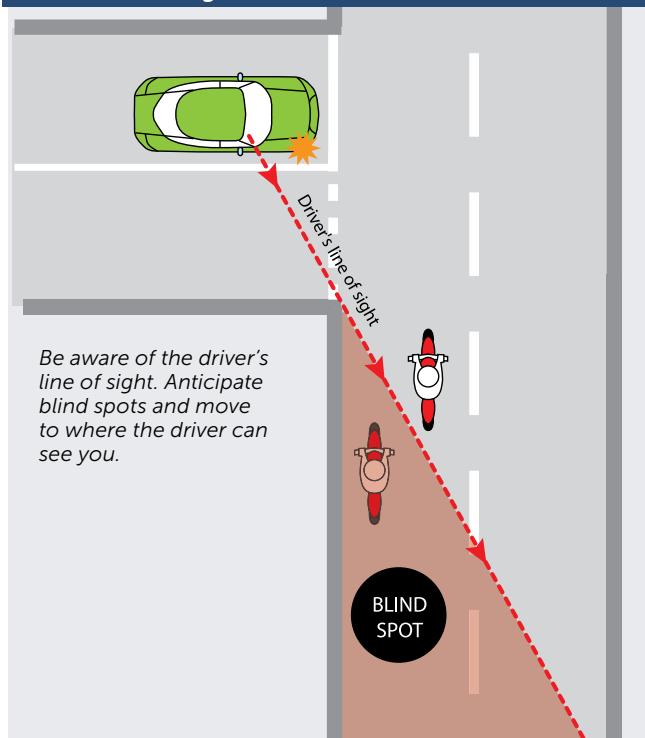 Driver's line of sight
Be aware of the driver's
line of sight. Anticipate
blind spots and move
to where the driver can
see you.
BLIND
SPOT